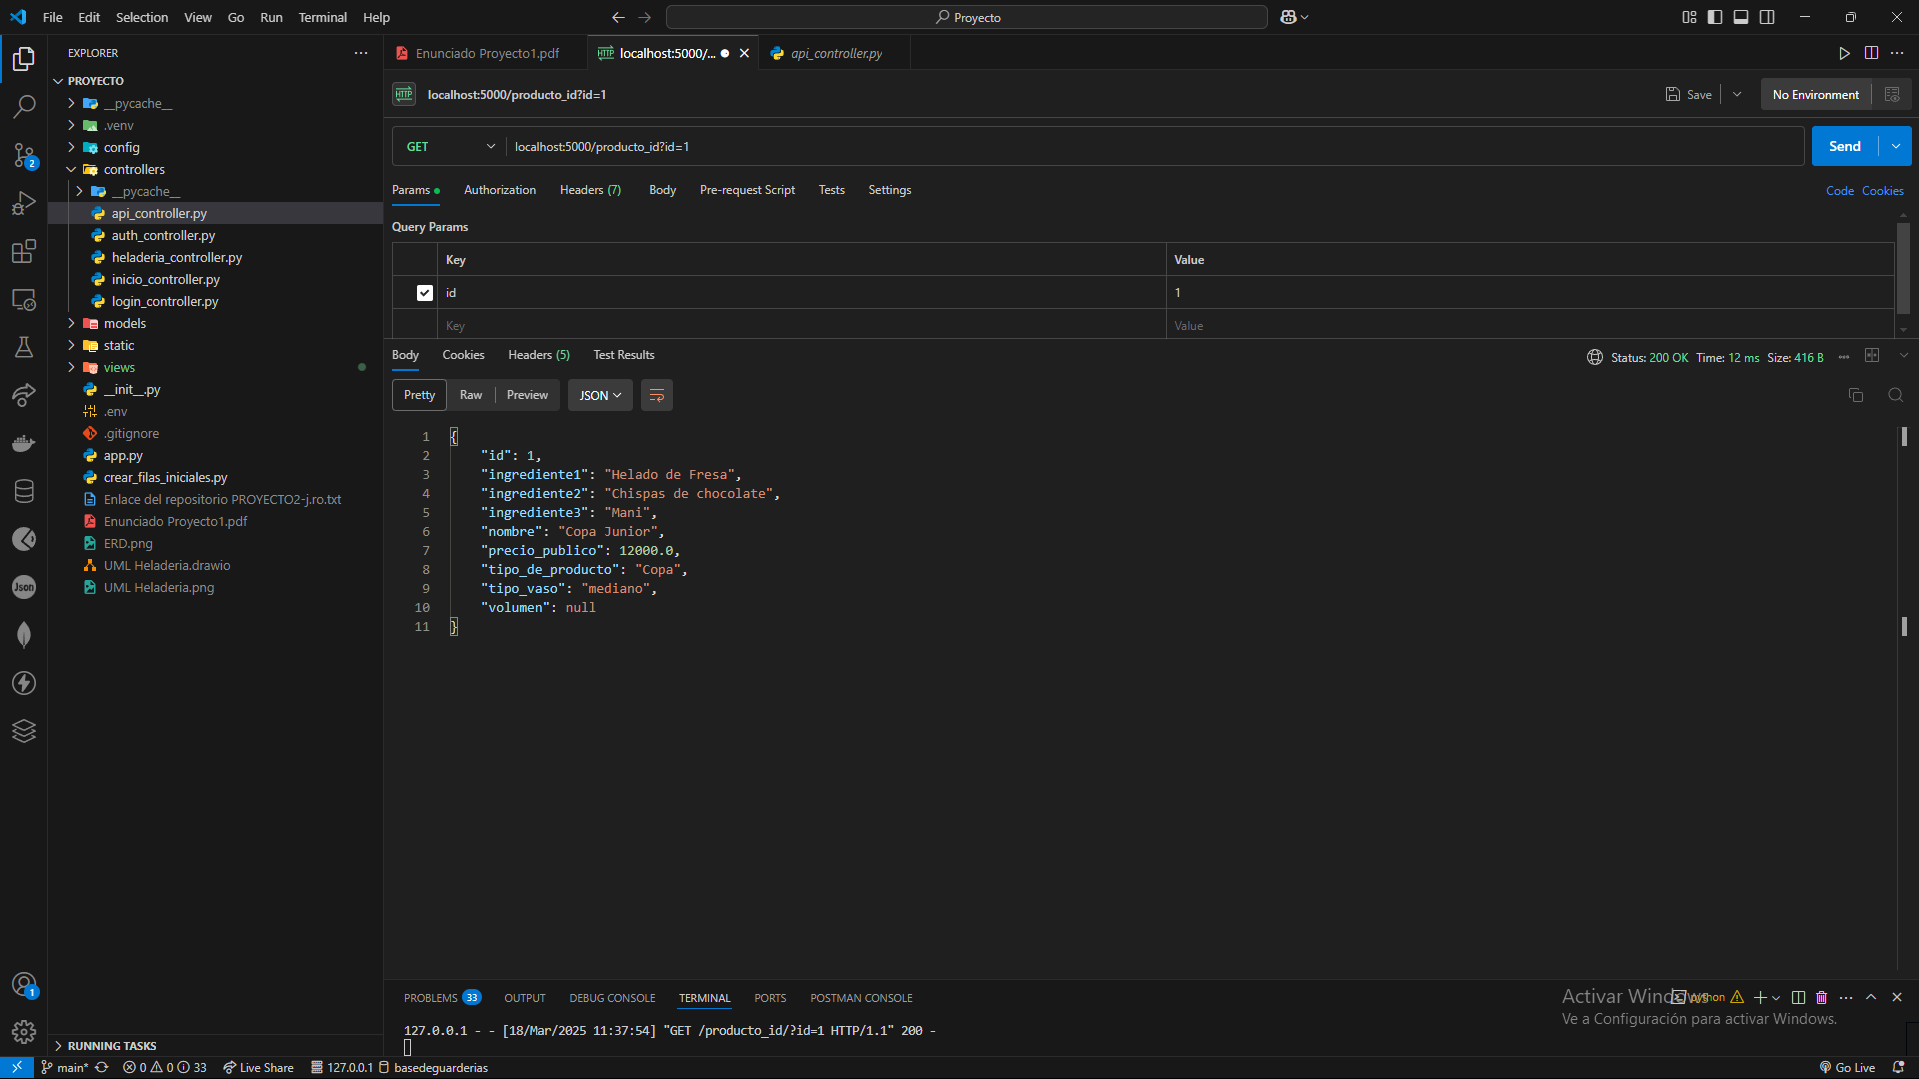 File Edit Selection View Go Run Terminal Help
Proyecto
EXPLORER
PROYECTO
__pycache__
.venv
config
controllers
__pycache__
api_controller.py
auth_controller.py
heladeria_controller.py
inicio_controller.py
login_controller.py
models
static
views
__init__.py
.env
.gitignore
app.py
crear_filas_iniciales.py
Enlace del repositorio PROYECTO2-j.ro.txt
Enunciado Proyecto1.pdf
ERD.png
UML Heladeria.drawio
UML Heladeria.png
RUNNING TASKS
2
Json
1
Enunciado Proyecto1.pdf
HTTP localhost:5000/...
api_controller.py
HTTP localhost:5000/producto_id?id=1
Save
No Environment
GET localhost:5000/producto_id?id=1
Send
Params Authorization Headers (7) Body Pre-request Script Tests Settings
Code Cookies
Query Params
Key Value
id 1
Key Value
Body Cookies Headers (5) Test Results
Status: 200 OK Time: 12 ms Size: 416 B
Pretty Raw Preview JSON
1 {
2 "id": 1,
3 "ingrediente1": "Helado de Fresa",
4 "ingrediente2": "Chispas de chocolate",
5 "ingrediente3": "Mani",
6 "nombre": "Copa Junior",
7 "precio_publico": 12000.0,
8 "tipo_de_producto": "Copa",
9 "tipo_vaso": "mediano",
10 "volumen": null
11 }
PROBLEMS 33 OUTPUT DEBUG CONSOLE TERMINAL PORTS POSTMAN CONSOLE
python
Activar Windows
Ve a Configuración para activar Windows.
127.0.0.1 - - [18/Mar/2025 11:37:54] "GET /producto_id/?id=1 HTTP/1.1" 200 -
main* 0 0 33 Live Share 127.0.0.1 basedeguarderias
Go Live